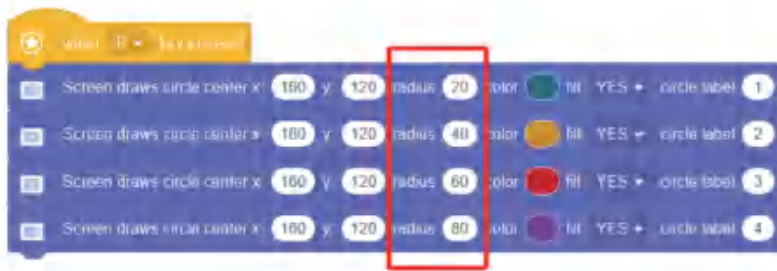 when B key pressed
Screen draws circle center x 160 y 120 radius 20 color fill YES circle label 1
Screen draws circle center x 160 y 120 radius 40 color fill YES circle label 2
Screen draws circle center x 160 y 120 radius 60 color fill YES circle label 3
Screen draws circle center x 160 y 120 radius 80 color fill YES circle label 4